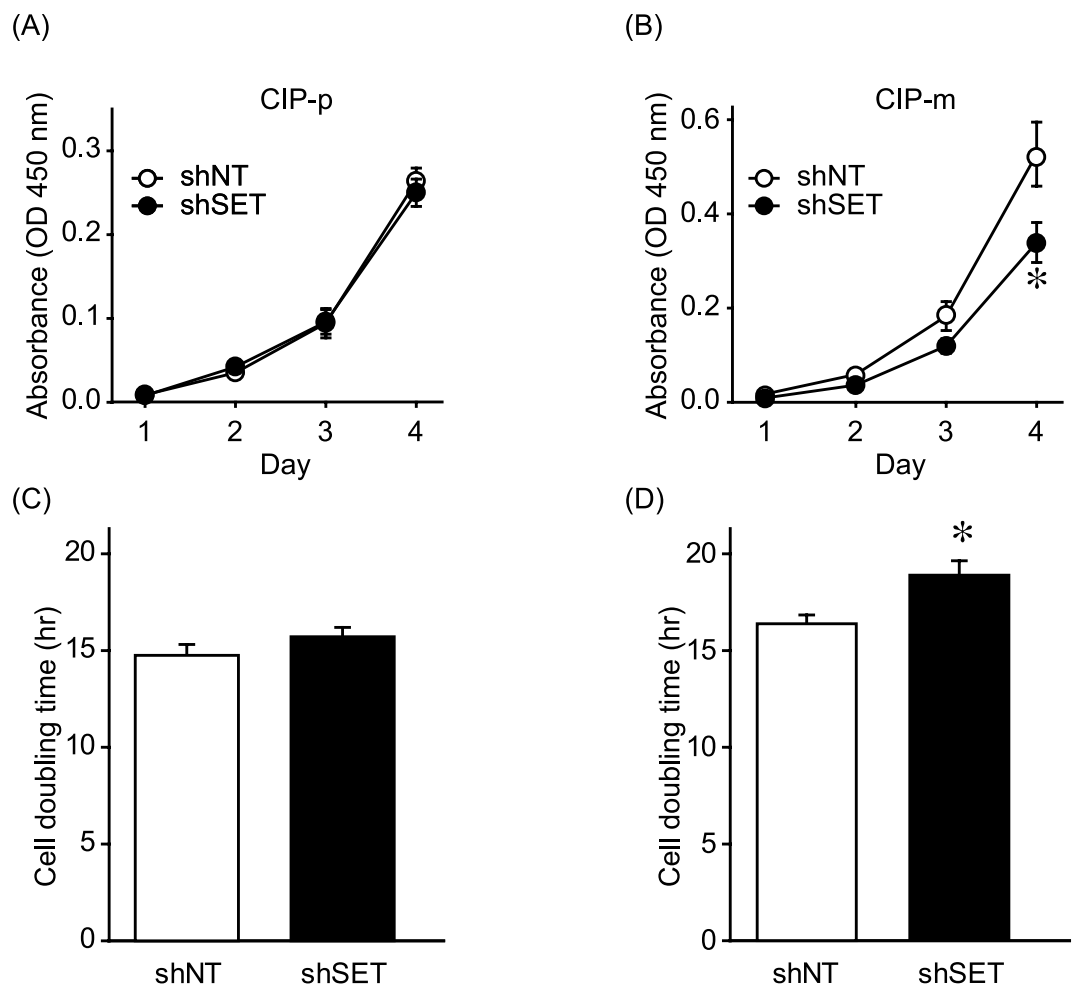 (A)
CIP-p
Absorbance (OD 450 nm)
0.3
0.2
0.1
0.0
shNT
shSET
1 2 3 4
Day
(B)
CIP-m
Absorbance (OD 450 nm)
0.6
0.4
0.2
0.0
shNT
shSET
*
1 2 3 4
Day
(C)
Cell doubling time (hr)
20
15
10
5
0
shNT shSET
(D)
Cell doubling time (hr)
20
15
10
5
0
*
shNT shSET